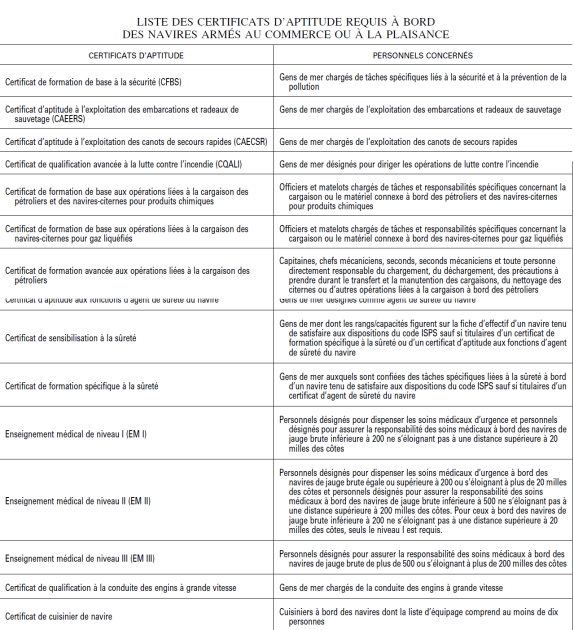 LISTE DES CERTIFICATS D'APTITUDE REQUIS À BORD
DES NAVIRES ARMÉS AU COMMERCE OU À LA PLAISANCE
CERTIFICATS D'APTITUDE
PERSONNELS CONCERNÉS
Certificat de formation de base à la sécurité (CFBS)
Gens de mer chargés de tâches spécifiques liés à la sécurité et à la prévention de la
pollution
Certificat d'aptitude à l'exploitation des embarcations et radeaux de
sauvetage (CAEERS)
Gens de mer chargés de l'exploitation des embarcations et radeaux de sauvetage
Certificat d'aptitude à l'exploitation des canots de secours rapides (CAECSR)
Gens de mer chargés de l'exploitation des canots de secours rapides
Certificat de qualification avancée à la lutte contre l'incendie (CQALI)
Gens de mer désignés pour diriger les opérations de lutte contre l'incendie
Certificat de formation de base aux opérations liées à la cargaison des
pétroliers et des navires-citernes pour produits chimiques
Officiers et matelots chargés de tâches et responsabilités spécifiques concernant la
cargaison ou le matériel connexe à bord des pétroliers et des navires-citernes
pour produits chimiques
Certificat de formation de base aux opérations liées à la cargaison des
navires-citernes pour gaz liquéfiés
Officiers et matelots chargés de tâches et responsabilités spécifiques concernant la
cargaison ou le matériel connexe à bord des navires-citernes pour gaz liquéfiés
Certificat de formation avancée aux opérations liées à la cargaison des
pétroliers
Capitaines, chefs mécaniciens, seconds, seconds mécaniciens et toute personne
directement responsable du chargement, du déchargement, des précautions à
prendre durant le transfert et la manutention des cargaisons, du nettoyage des
citernes ou d'autres opérations liées à la cargaison à bord des pétroliers
Certificat d'aptitude aux fonctions d'agent de sûreté du navire
Gens de mer désignés comme agent de sûreté du navire
Certificat de sensibilisation à la sûreté
Gens de mer dont les rangs/capacités figurent sur la fiche d'effectif d'un navire tenu
de satisfaire aux dispositions du code ISPS sauf si titulaires d'un certificat de
formation spécifique à la sûreté ou d'un certificat d'aptitude aux fonctions d'agent
de sûreté du navire
Certificat de formation spécifique à la sûreté
Gens de mer auxquels sont confiées des tâches spécifiques liées à la sûreté à bord
d'un navire tenu de satisfaire aux dispositions du code ISPS sauf si titulaires d'un
certificat d'agent de sûreté du navire
Enseignement médical de niveau I (EM I)
Personnels désignés pour dispenser les soins médicaux d'urgence et personnels
désignés pour assurer la responsabilité des soins médicaux à bord des navires de
jauge brute inférieure à 200 ne s'éloignant pas à une distance supérieure à 20
milles des côtes
Enseignement médical de niveau II (EM II)
Personnels désignés pour dispenser les soins médicaux d'urgence à bord des
navires de jauge brute égale ou supérieure à 200 ou s'éloignant à plus de 20 milles
des côtes et personnels désignés pour assurer la responsabilité des soins
médicaux à bord des navires de jauge brute inférieure à 500 ne s'éloignant pas à
une distance supérieure à 200 milles des côtes. Pour ceux à bord des navires de
jauge brute inférieure à 200 ne s'éloignant pas à une distance supérieure à 20
milles des côtes, seuls le niveau I est requis.
Enseignement médical de niveau III (EM III)
Personnels désignés pour assurer la responsabilité des soins médicaux à bord des
navires de jauge brute de plus de 500 ou s'éloignant à plus de 200 milles des côtes
Certificat de qualification à la conduite des engins à grande vitesse
Gens de mer chargés de la conduite des engins à grande vitesse
Certificat de cuisinier de navire
Cuisiniers à bord des navires dont la liste d'équipage comprend au moins de dix
personnes